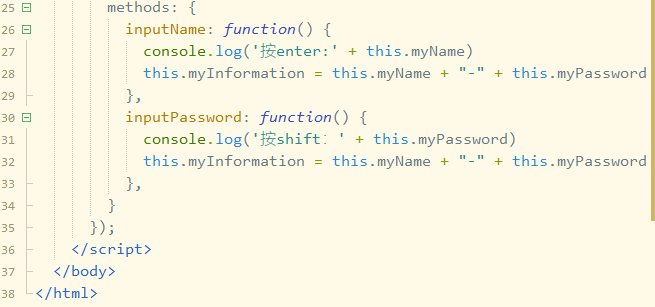 25 methods: {
26 inputName: function() {
27 console.log('按enter:' + this.myName)
28 this.myInformation = this.myName + "-" + this.myPassword
29 },
30 inputPassword: function() {
31 console.log('按shift：' + this.myPassword)
32 this.myInformation = this.myName + "-" + this.myPassword
33 },
34 }
35 });
36 </script>
37 </body>
38 </html>